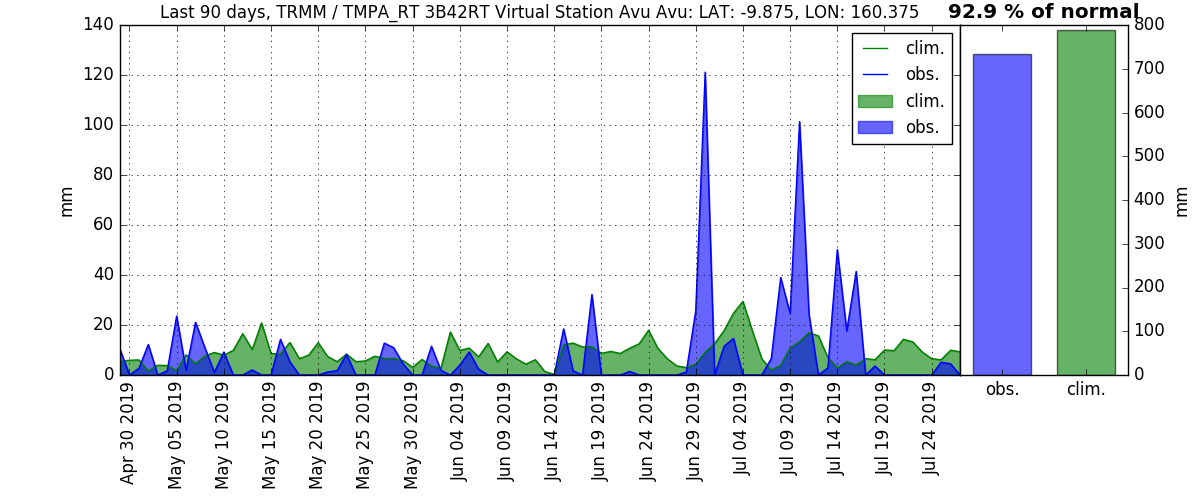 Last 90 days, TRMM / TMPA_RT 3B42RT Virtual Station Avu Avu: LAT: -9.875, LON: 160.375
92.9 % of normal
140
120
100
80
60
40
20
0
mm
clim.
obs.
clim.
obs.
800
700
600
500
400
300
200
100
0
mm
Apr 30 2019
May 05 2019
May 10 2019
May 15 2019
May 20 2019
May 25 2019
May 30 2019
Jun 04 2019
Jun 09 2019
Jun 14 2019
Jun 19 2019
Jun 24 2019
Jun 29 2019
Jul 04 2019
Jul 09 2019
Jul 14 2019
Jul 19 2019
Jul 24 2019
obs.
clim.